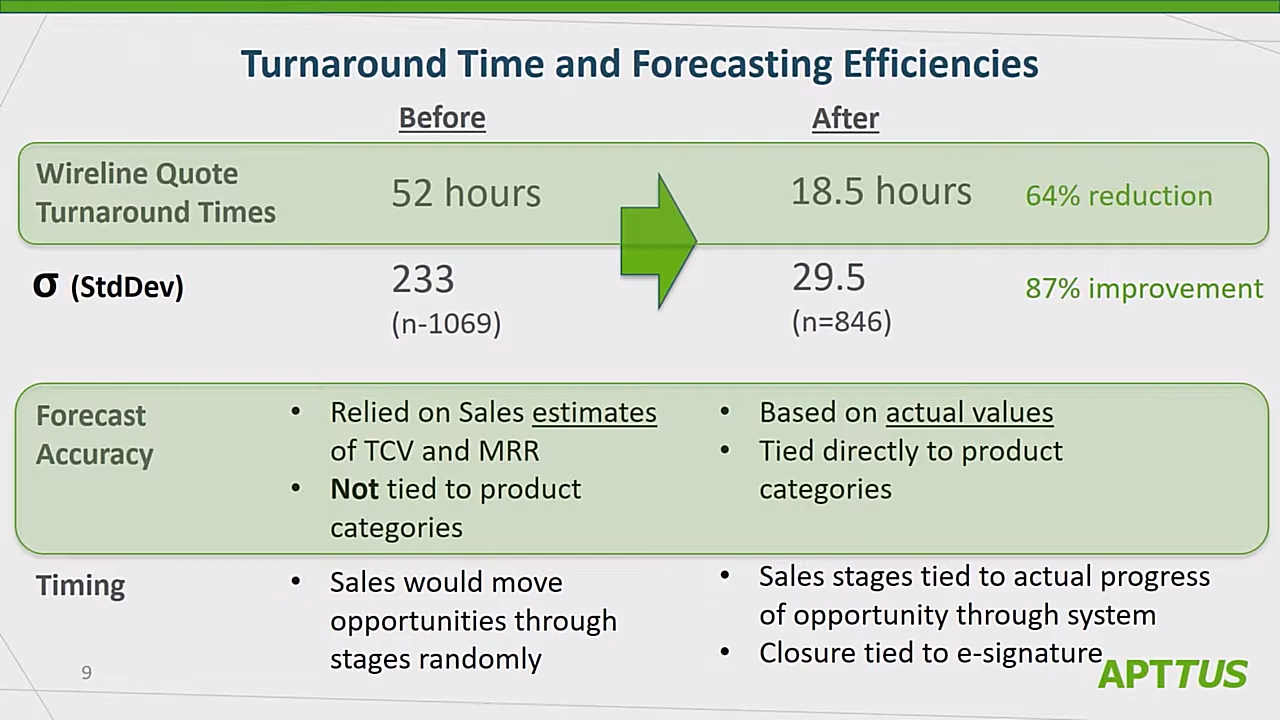 Turnaround Time and Forecasting Efficiencies
Before
After
Wireline Quote
Turnaround Times
52 hours
18.5 hours
64% reduction
σ (StdDev)
233
(n-1069)
29.5
(n=846)
87% improvement
Forecast
Accuracy
• Relied on Sales estimates
of TCV and MRR
• Not tied to product
categories
• Based on actual values
• Tied directly to product
categories
Timing
• Sales would move
opportunities through
stages randomly
• Sales stages tied to actual progress
of opportunity through system
• Closure tied to e-signature
9
APTTUS